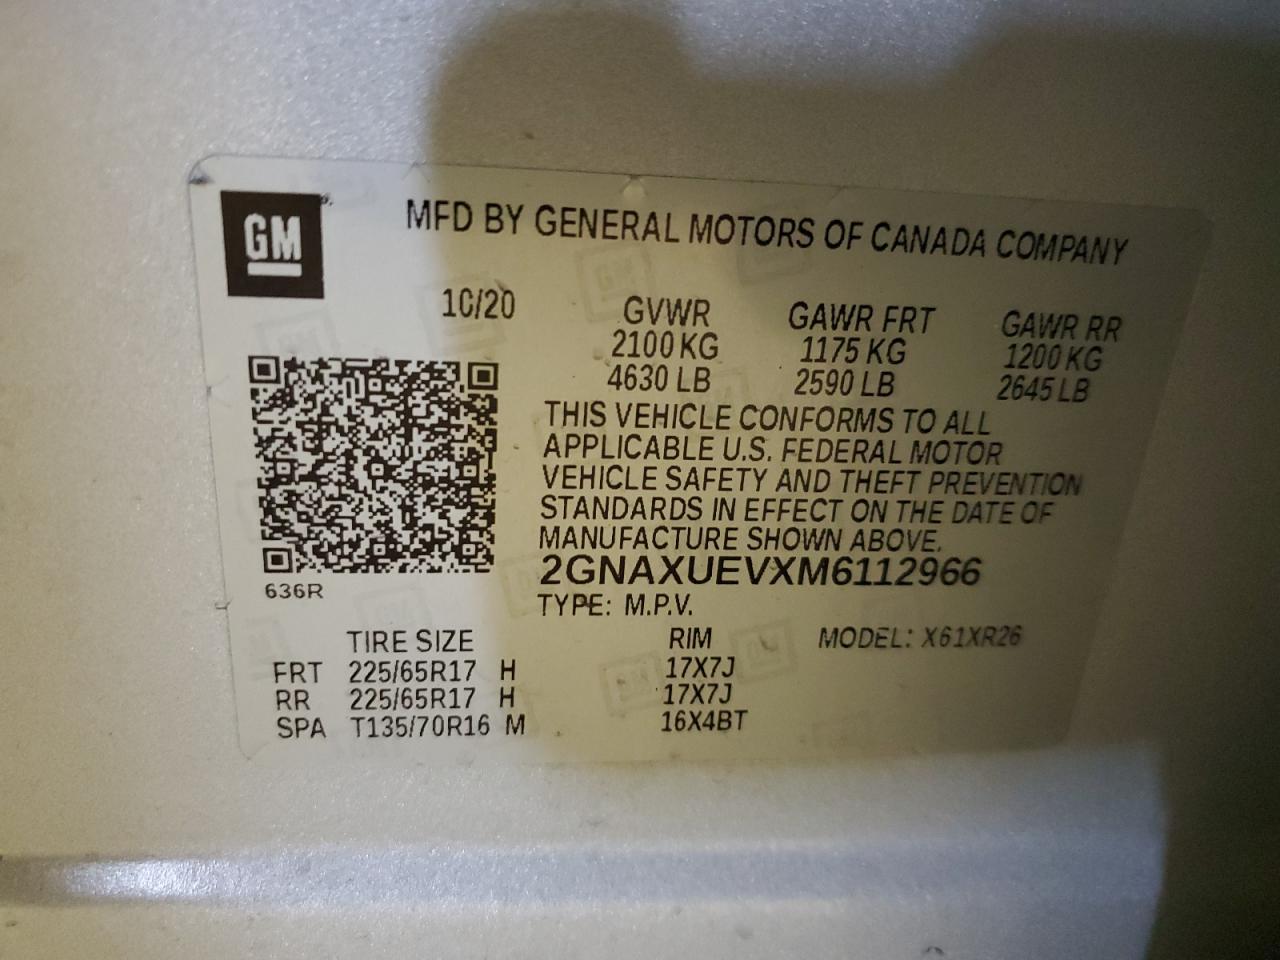 GM
MFD BY GENERAL MOTORS OF CANADA COMPANY
10/20
GVWR GAWR FRT GAWR RR
2100 KG 1175 KG 1200 KG
4630 LB 2590 LB 2645 LB
THIS VEHICLE CONFORMS TO ALL
APPLICABLE U.S. FEDERAL MOTOR
VEHICLE SAFETY AND THEFT PREVENTION
STANDARDS IN EFFECT ON THE DATE OF
MANUFACTURE SHOWN ABOVE.
2GNAXUEVXM6112966
636R
TYPE: M.P.V.
TIRE SIZE RIM MODEL: X61XR26
FRT 225/65R17 H 17X7J
RR 225/65R17 H 17X7J
SPA T135/70R16 M 16X4BT